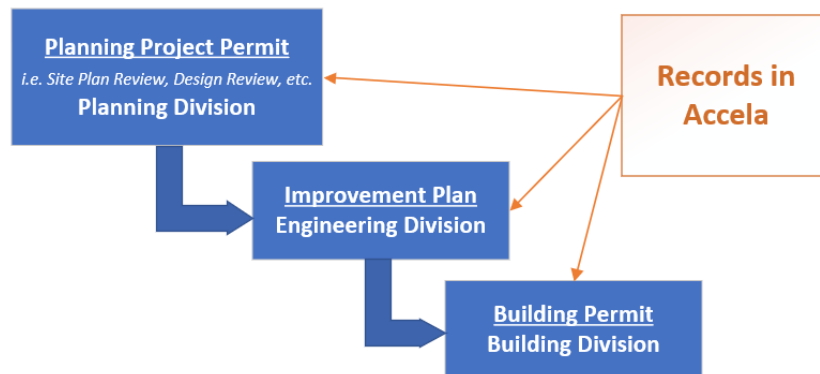 Planning Project Permit
i.e. Site Plan Review, Design Review, etc.
Planning Division
Records in
Accela
Improvement Plan
Engineering Division
Building Permit
Building Division